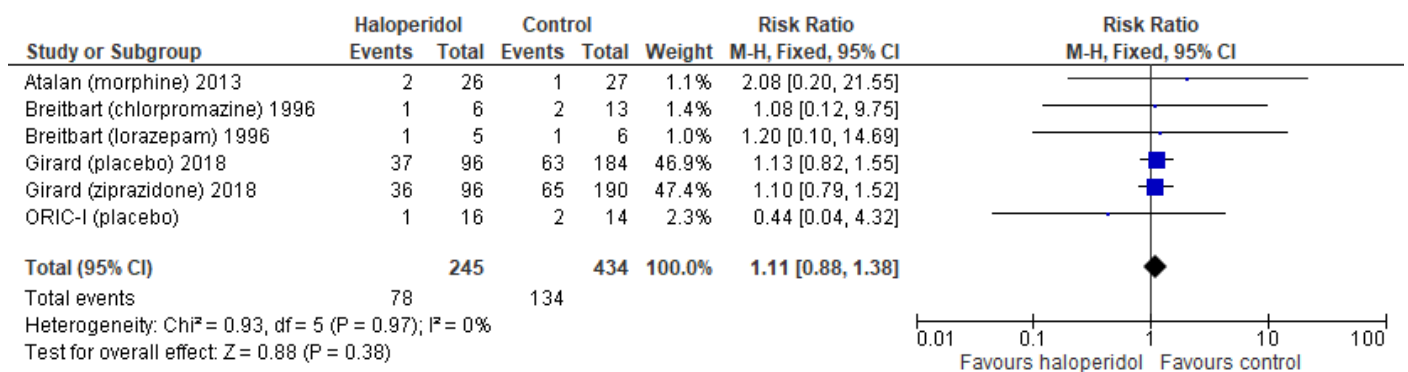 Haloperidol Control Risk Ratio Risk Ratio
Study or Subgroup Events Total Events Total Weight M-H, Fixed, 95% CI M-H, Fixed, 95% CI
Atalan (morphine) 2013 2 26 1 27 1.1% 2.08 [0.20, 21.55]
Breitbart (chlorpromazine) 1996 1 6 2 13 1.4% 1.08 [0.12, 9.75]
Breitbart (lorazepam) 1996 1 5 1 6 1.0% 1.20 [0.10, 14.69]
Girard (placebo) 2018 37 96 63 184 46.9% 1.13 [0.82, 1.55]
Girard (ziprazidone) 2018 36 96 65 190 47.4% 1.10 [0.79, 1.52]
ORIC-I (placebo) 1 16 2 14 2.3% 0.44 [0.04, 4.32]
Total (95% CI) 245 434 100.0% 1.11 [0.88, 1.38]
Total events 78 134
Heterogeneity: Chi² = 0.93, df = 5 (P = 0.97); I² = 0%
Test for overall effect: Z = 0.88 (P = 0.38)
0.01 0.1 1 10 100
Favours haloperidol Favours control